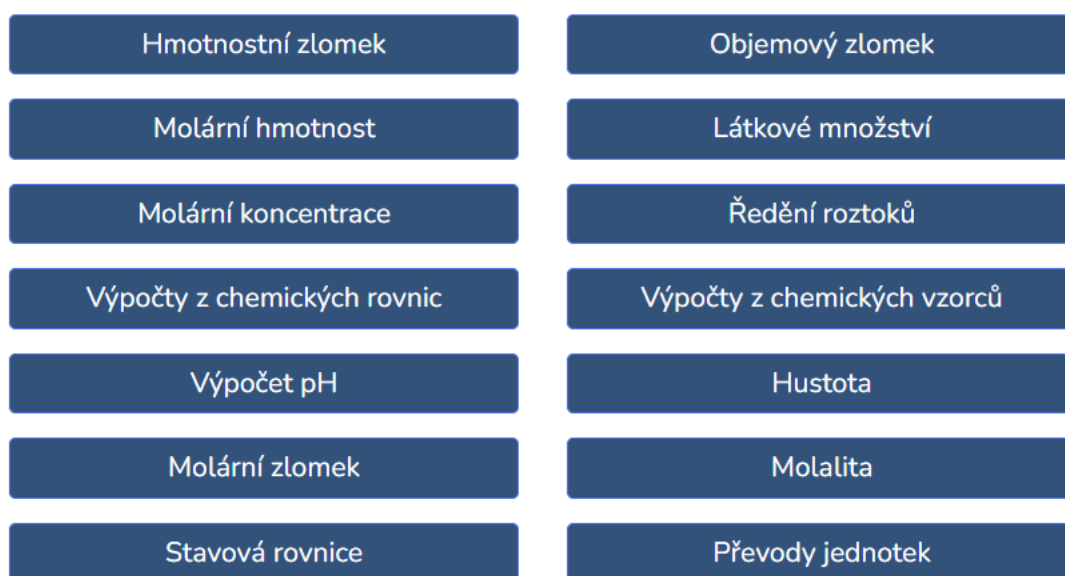 Hmotnostní zlomek
Objemový zlomek
Molární hmotnost
Látkové množství
Molární koncentrace
Ředění roztoků
Výpočty z chemických rovnic
Výpočty z chemických vzorců
Výpočet pH
Hustota
Molární zlomek
Molalita
Stavová rovnice
Převody jednotek